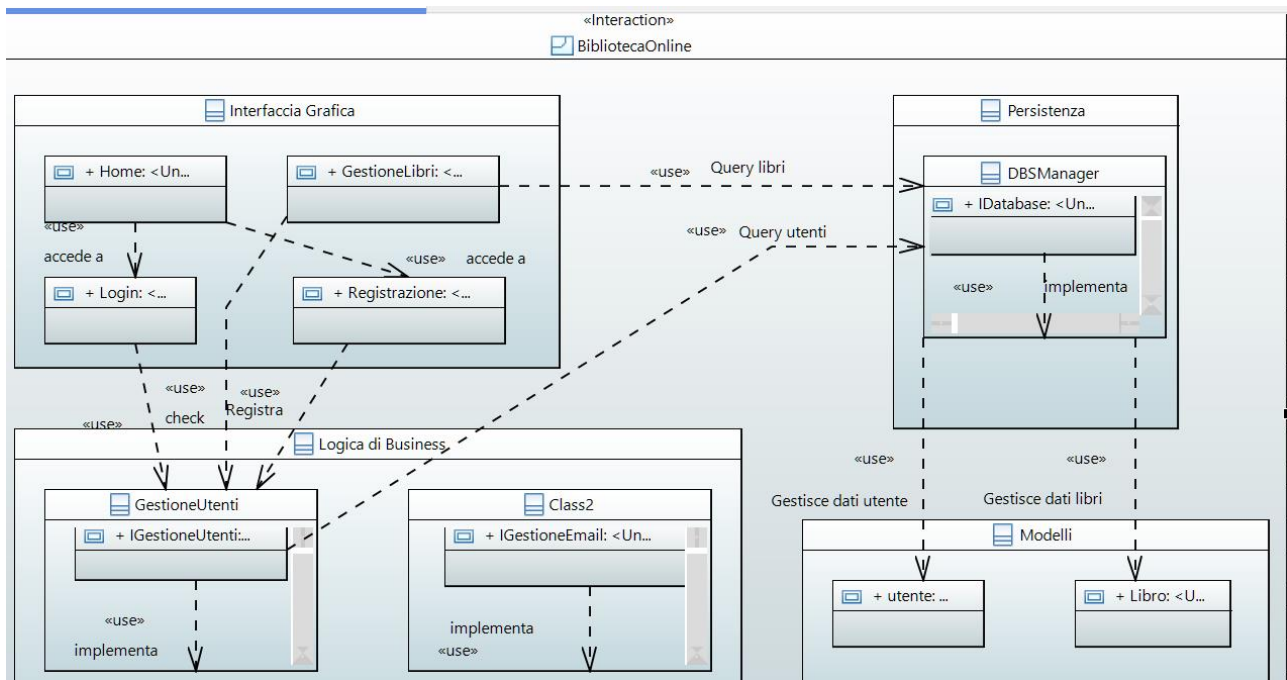 «Interaction»
BibliotecaOnline
Interfaccia Grafica
+ Home: <Un...
+ GestioneLibri: <...
«use»
accede a
«use» accede a
+ Login: <...
+ Registrazione: <...
«use» Query libri
«use» Query utenti
Persistenza
DBSManager
+ IDatabase: <Un...
«use» implementa
«use»
«use»
check
«use»
Registra
Logica di Business
GestioneUtenti
+ IGestioneUtenti:...
«use»
implementa
Class2
+ IGestioneEmail: <Un...
implementa
«use»
«use»
Gestisce dati utente
«use»
Gestisce dati libri
Modelli
+ utente: ...
+ Libro: <U...